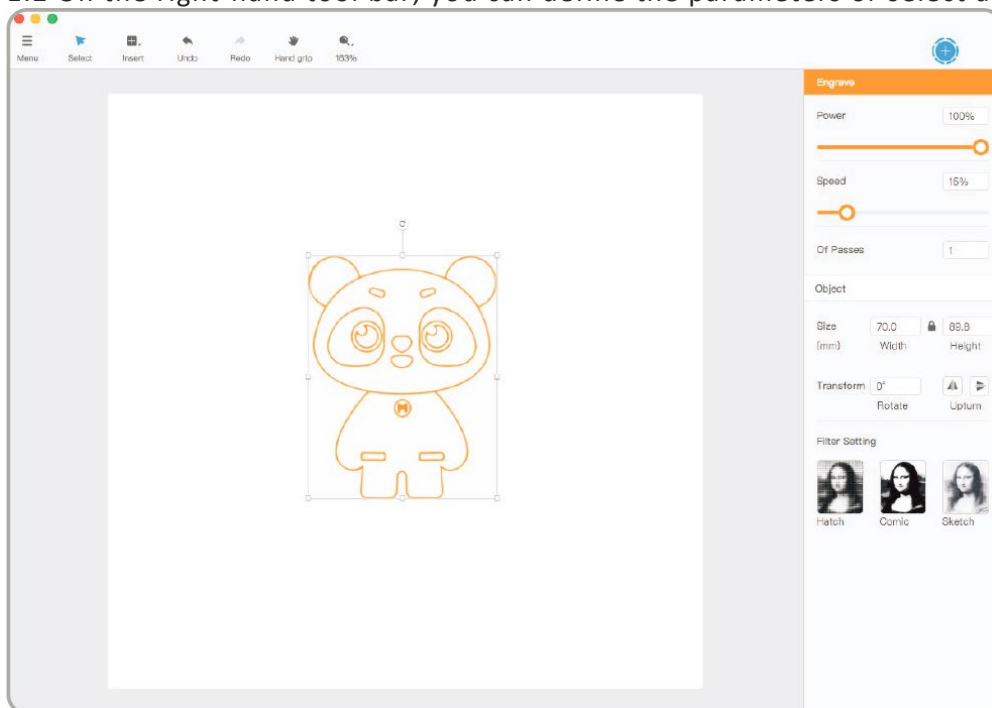 On the right-hand tool bar, you can define the parameters or select a
Menu Select Insert Undo Redo Hand grip 163%
Engrave
Power 100%
Speed 15%
Of Passes 1
Object
Size 70.0 89.8
(mm) Width Height
Transform 0°
Rotate Upturn
Filter Setting
Hatch Comic Sketch